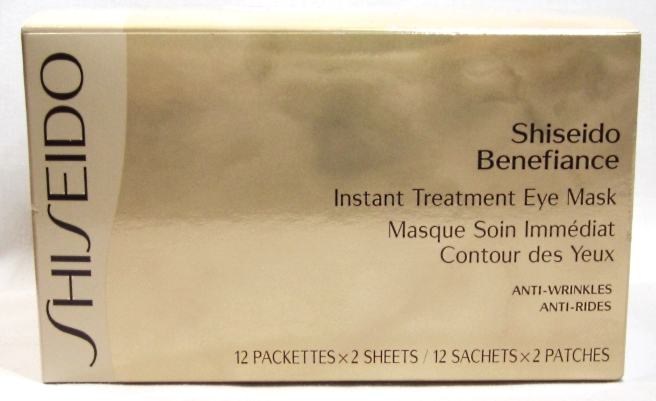 SHISEIDO
Shiseido
Benefiance
Instant Treatment Eye Mask
Masque Soin Immédiat
Contour des Yeux
ANTI-WRINKLES
ANTI-RIDES
12 PACKETTES×2 SHEETS / 12 SACHETS×2 PATCHES